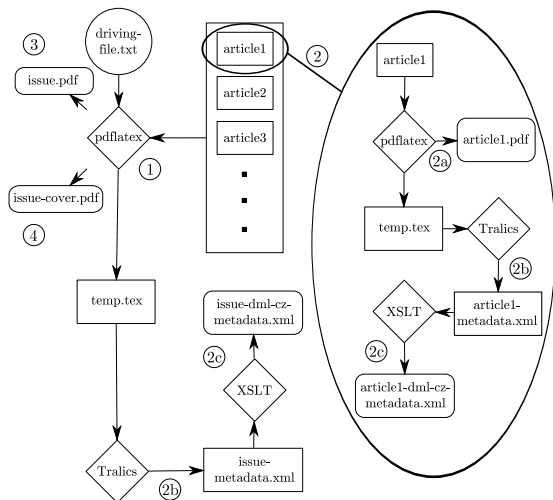 driving-
file.txt
3
issue.pdf
pdflatex
1
issue-cover.pdf
4
temp.tex
Tralics
2b
issue-
metadata.xml
XSLT
2c
issue-dml-cz-
metadata.xml
article1
article2
article3
2
article1
pdflatex
2a
article1.pdf
temp.tex
Tralics
2b
article1-
metadata.xml
XSLT
2c
article1-dml-cz-
metadata.xml